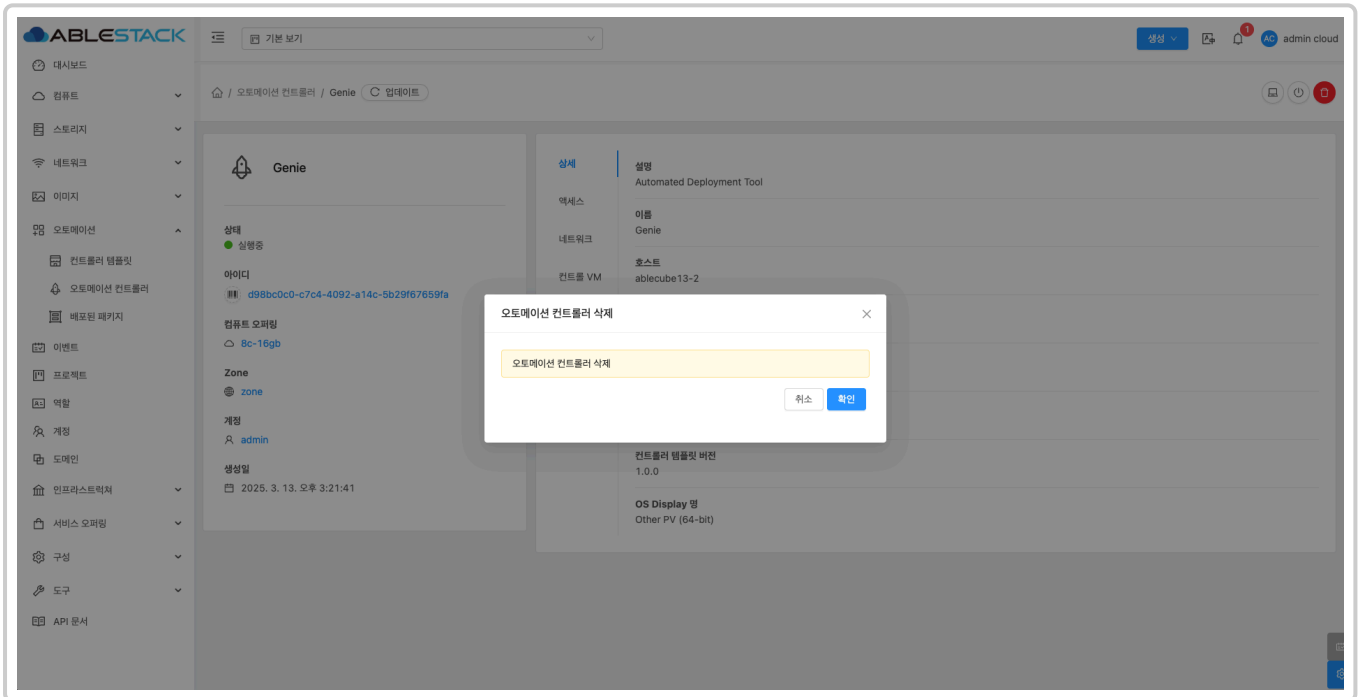 ABLESTACK
기본 보기
생성
1
AC
admin cloud
대시보드
컴퓨트
스토리지
네트워크
이미지
오토메이션
컨트롤러 템플릿
오토메이션 컨트롤러
배포된 패키지
이벤트
프로젝트
역할
계정
도메인
인프라스트럭쳐
서비스 오퍼링
구성
도구
API 문서
/ 오토메이션 컨트롤러 / Genie
업데이트
Genie
상태
실행중
아이디
d98bc0c0-c7c4-4092-a14c-5b29f67659fa
컴퓨트 오퍼링
8c-16gb
Zone
zone
계정
admin
생성일
2025. 3. 13. 오후 3:21:41
상세
액세스
네트워크
컨트롤 VM
설명
Automated Deployment Tool
이름
Genie
호스트
ablecube13-2
오토메이션 컨트롤러 삭제
오토메이션 컨트롤러 삭제
취소
확인
컨트롤러 템플릿 버전
1.0.0
OS Display 명
Other PV (64-bit)